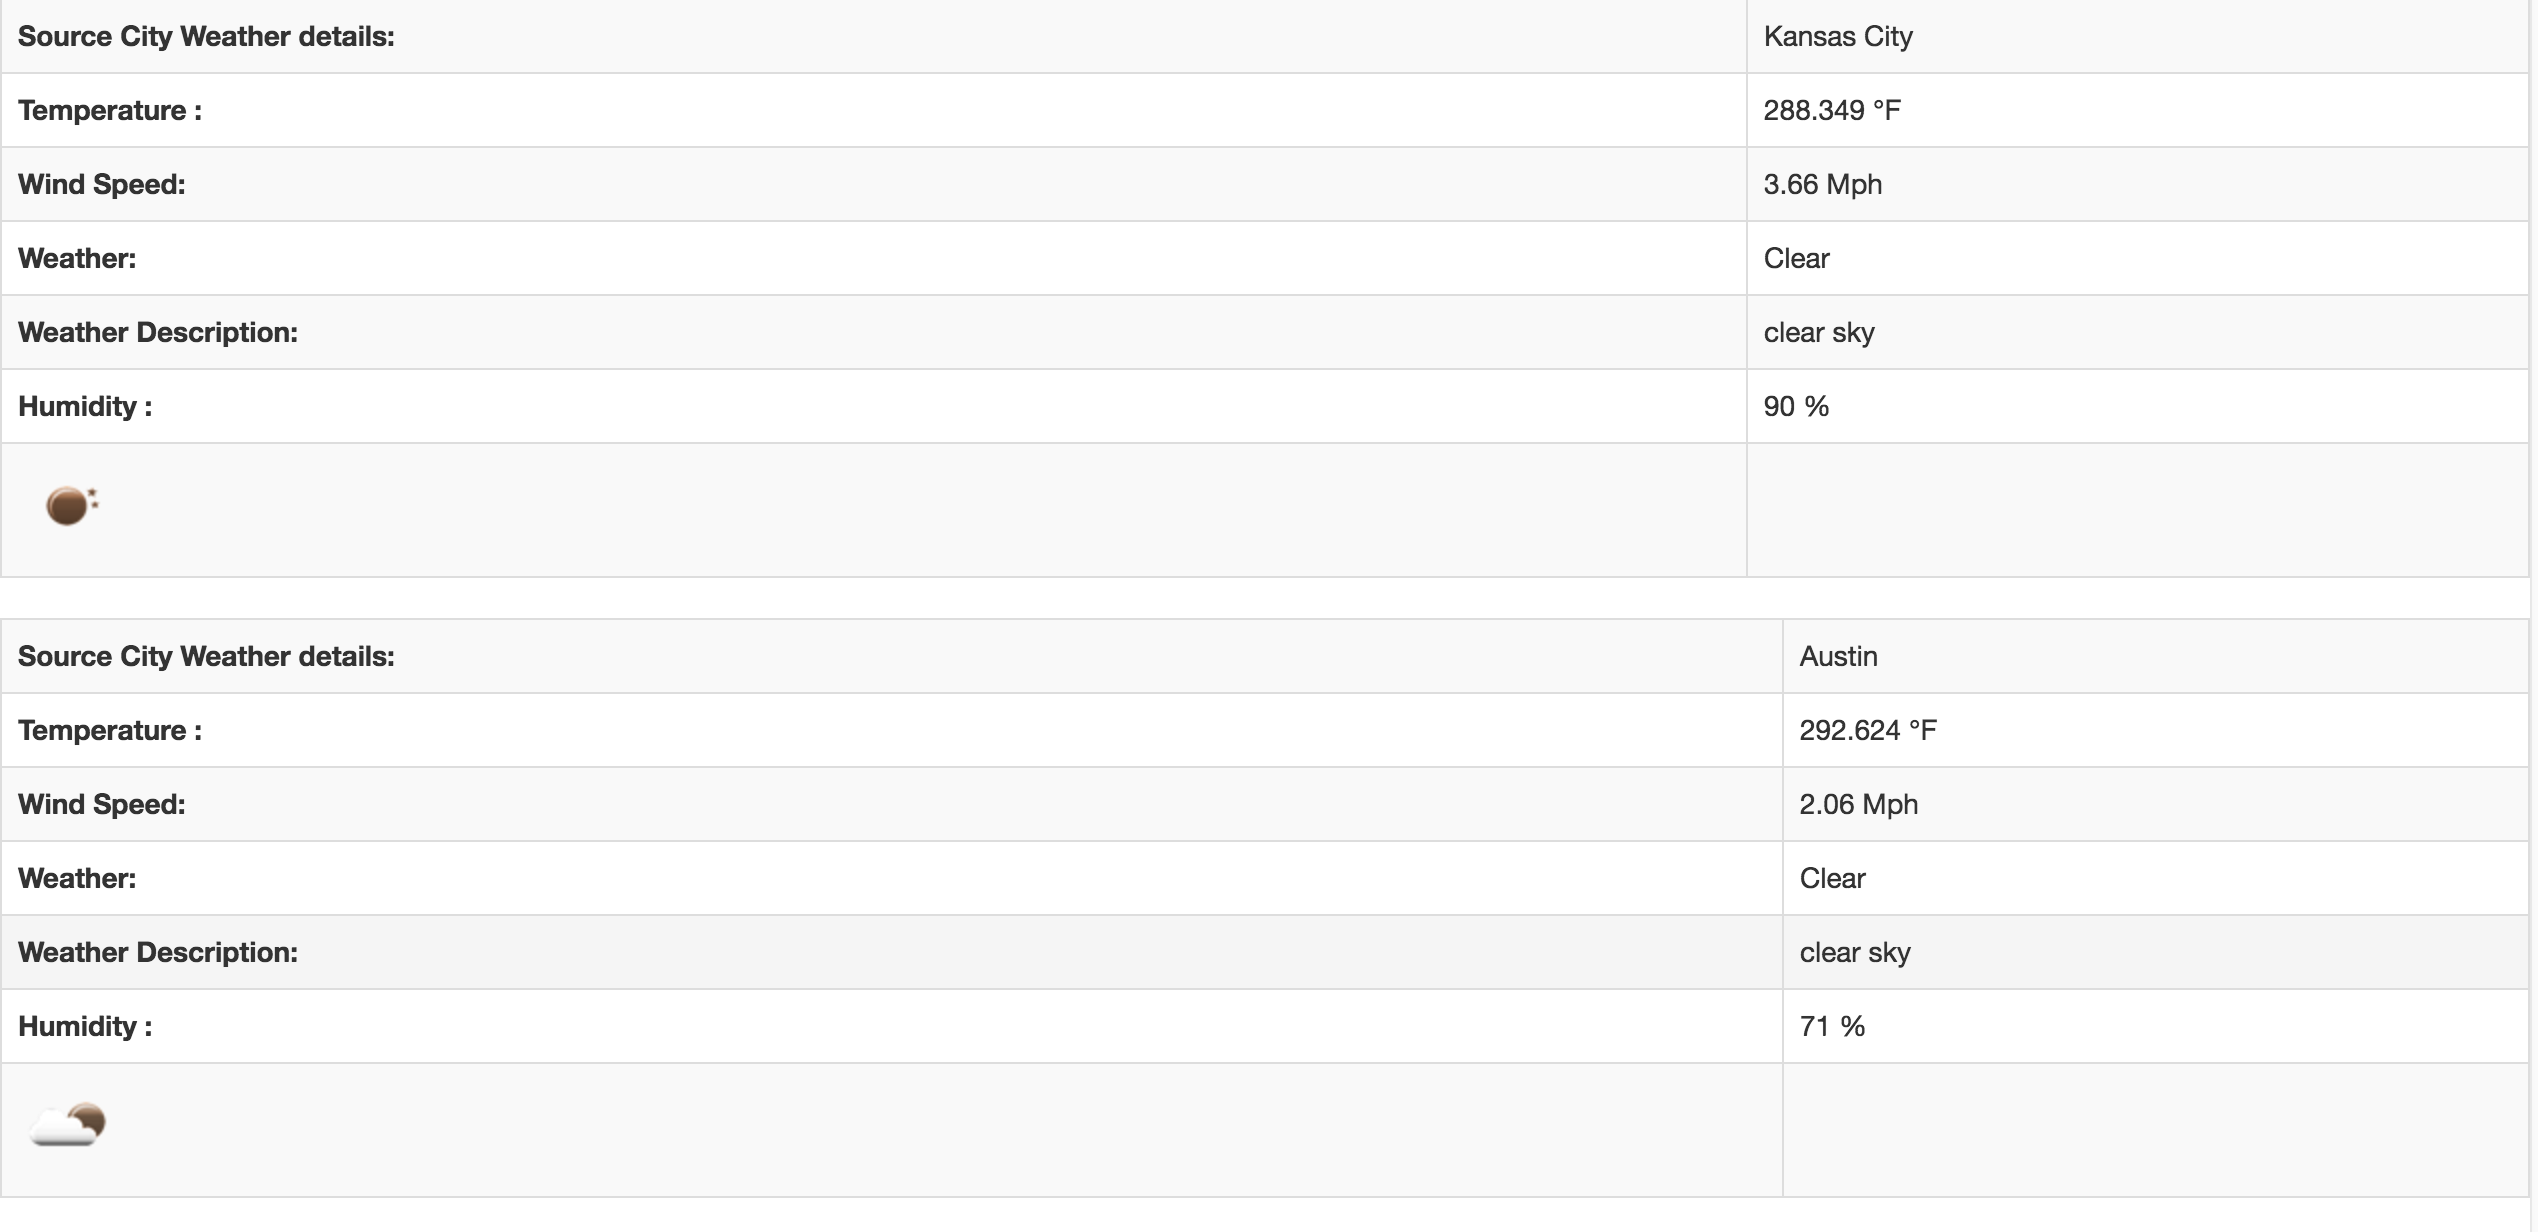 Source City Weather details: Kansas City
Temperature : 288.349 °F
Wind Speed: 3.66 Mph
Weather: Clear
Weather Description: clear sky
Humidity : 90 %
Source City Weather details: Austin
Temperature : 292.624 °F
Wind Speed: 2.06 Mph
Weather: Clear
Weather Description: clear sky
Humidity : 71 %